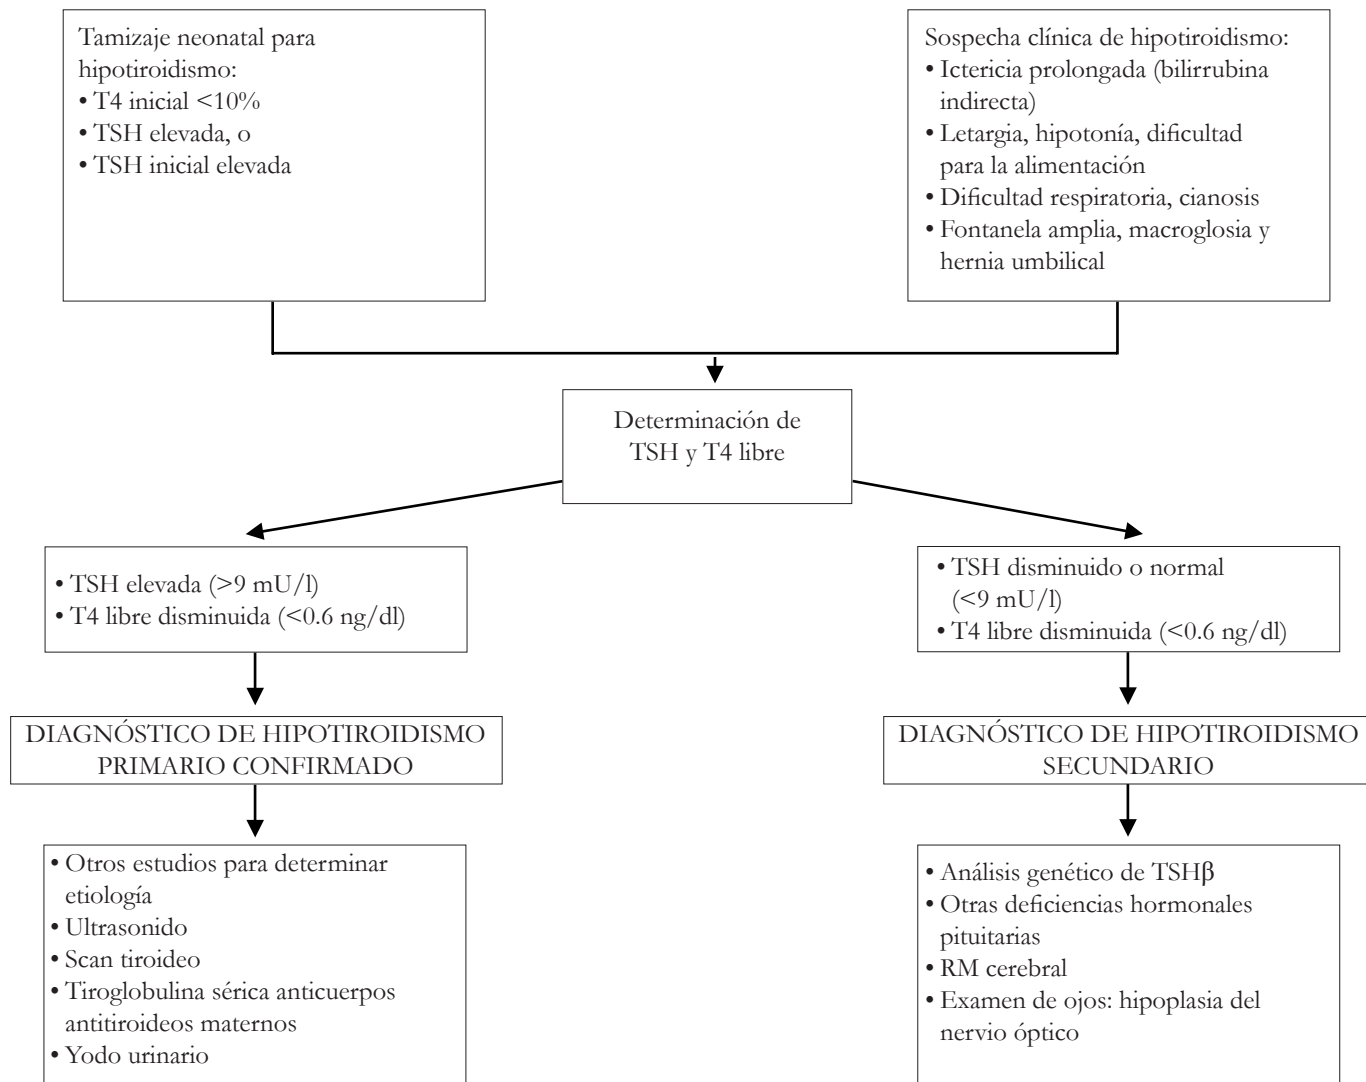 Tamizaje neonatal para
hipotiroidismo:
• T4 inicial <10%
• TSH elevada, o
• TSH inicial elevada
Sospecha clínica de hipotiroidismo:
• Ictericia prolongada (bilirrubina
indirecta)
• Letargia, hipotonía, dificultad
para la alimentación
• Dificultad respiratoria, cianosis
• Fontanela amplia, macroglosia y
hernia umbilical
Determinación de
TSH y T4 libre
• TSH elevada (>9 mU/l)
• T4 libre disminuida (<0.6 ng/dl)
• TSH disminuido o normal
(<9 mU/l)
• T4 libre disminuida (<0.6 ng/dl)
DIAGNÓSTICO DE HIPOTIROIDISMO
PRIMARIO CONFIRMADO
DIAGNÓSTICO DE HIPOTIROIDISMO
SECUNDARIO
• Otros estudios para determinar
etiología
• Ultrasonido
• Scan tiroideo
• Tiroglobulina sérica anticuerpos
antitiroideos maternos
• Yodo urinario
• Análisis genético de TSHβ
• Otras deficiencias hormonales
pituitarias
• RM cerebral
• Examen de ojos: hipoplasia del
nervio óptico